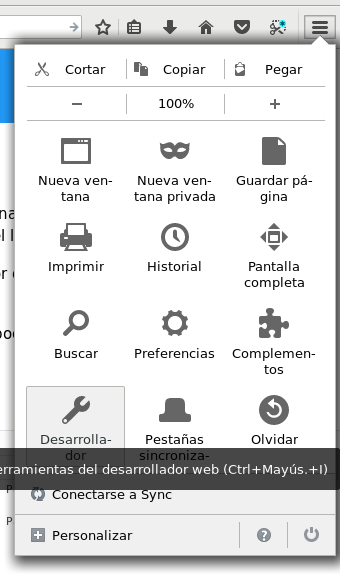 Cortar Copiar Pegar
− 100% +
Nueva ven- Nueva ven- Guardar pá-
tana tana privada gina
Imprimir Historial Pantalla
completa
Buscar Preferencias Complemen-
tos
Desarrolla- Pestañas Olvidar
dor sincroniza-
erramientas del desarrollador web (Ctrl+Mayús.+I)
Conectarse a Sync
Personalizar